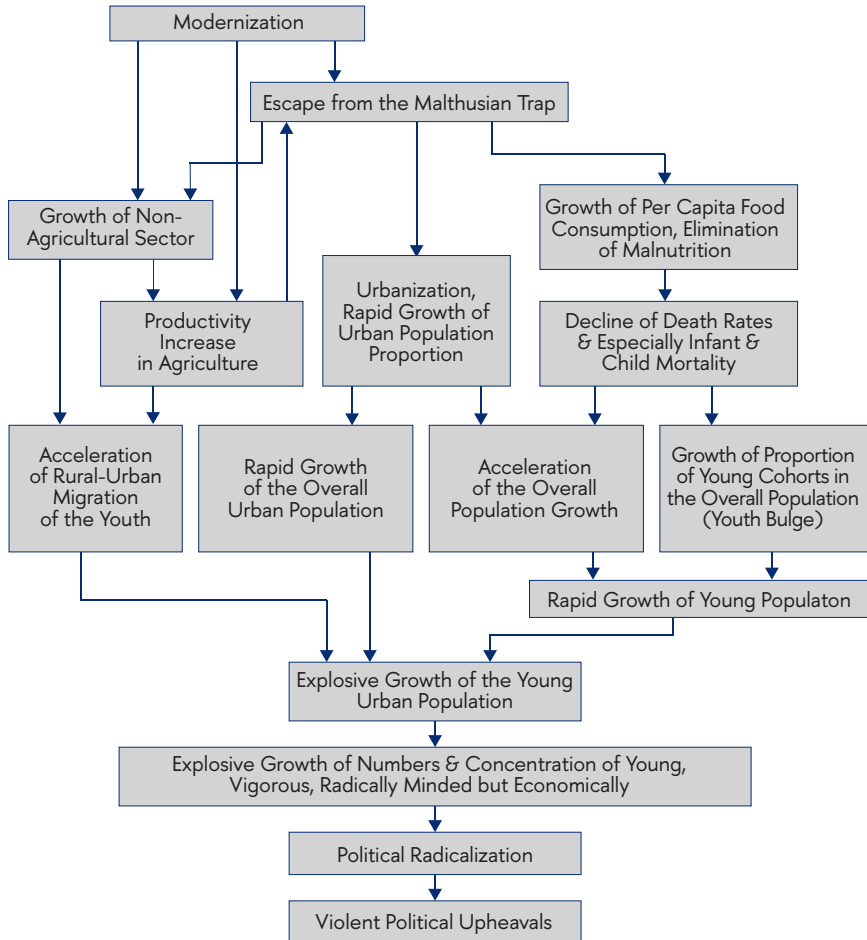 Modernization
Escape from the Malthusian Trap
Growth of Non-
Agricultural Sector
Growth of Per Capita Food
Consumption, Elimination
of Malnutrition
Urbanization,
Rapid Growth of
Urban Population
Proportion
Productivity
Increase
in Agriculture
Decline of Death Rates
& Especially Infant &
Child Mortality
Acceleration
of Rural-Urban
Migration
of the Youth
Rapid Growth
of the Overall
Urban Population
Acceleration
of the Overall
Population Growth
Growth of Proportion
of Young Cohorts in
the Overall Population
(Youth Bulge)
Rapid Growth of Young Populaton
Explosive Growth of the Young
Urban Population
Explosive Growth of Numbers & Concentration of Young,
Vigorous, Radically Minded but Economically
Political Radicalization
Violent Political Upheavals